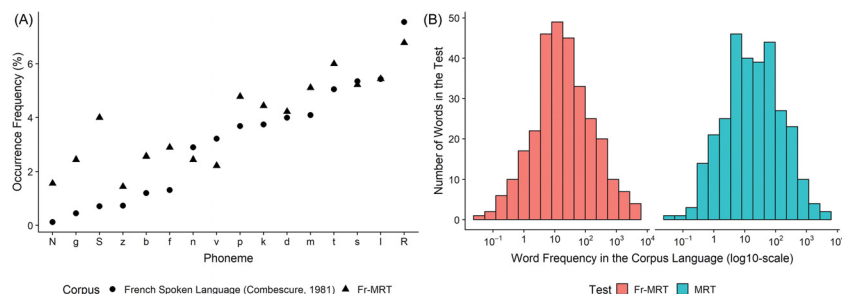 (A)
Occurrence Frequency (%)
6
4
2
0
N g S z b f n v p k d m t s l R
Phoneme
Corpus ● French Spoken Language (Combescure, 1981) ▲ Fr-MRT
(B)
Number of Words in the Test
50
40
30
20
10
0
10⁻¹ 1 10 10² 10³ 10⁴ 10⁻¹ 1 10 10² 10³
Word Frequency in the Corpus Language (log10-scale)
Test Fr-MRT MRT